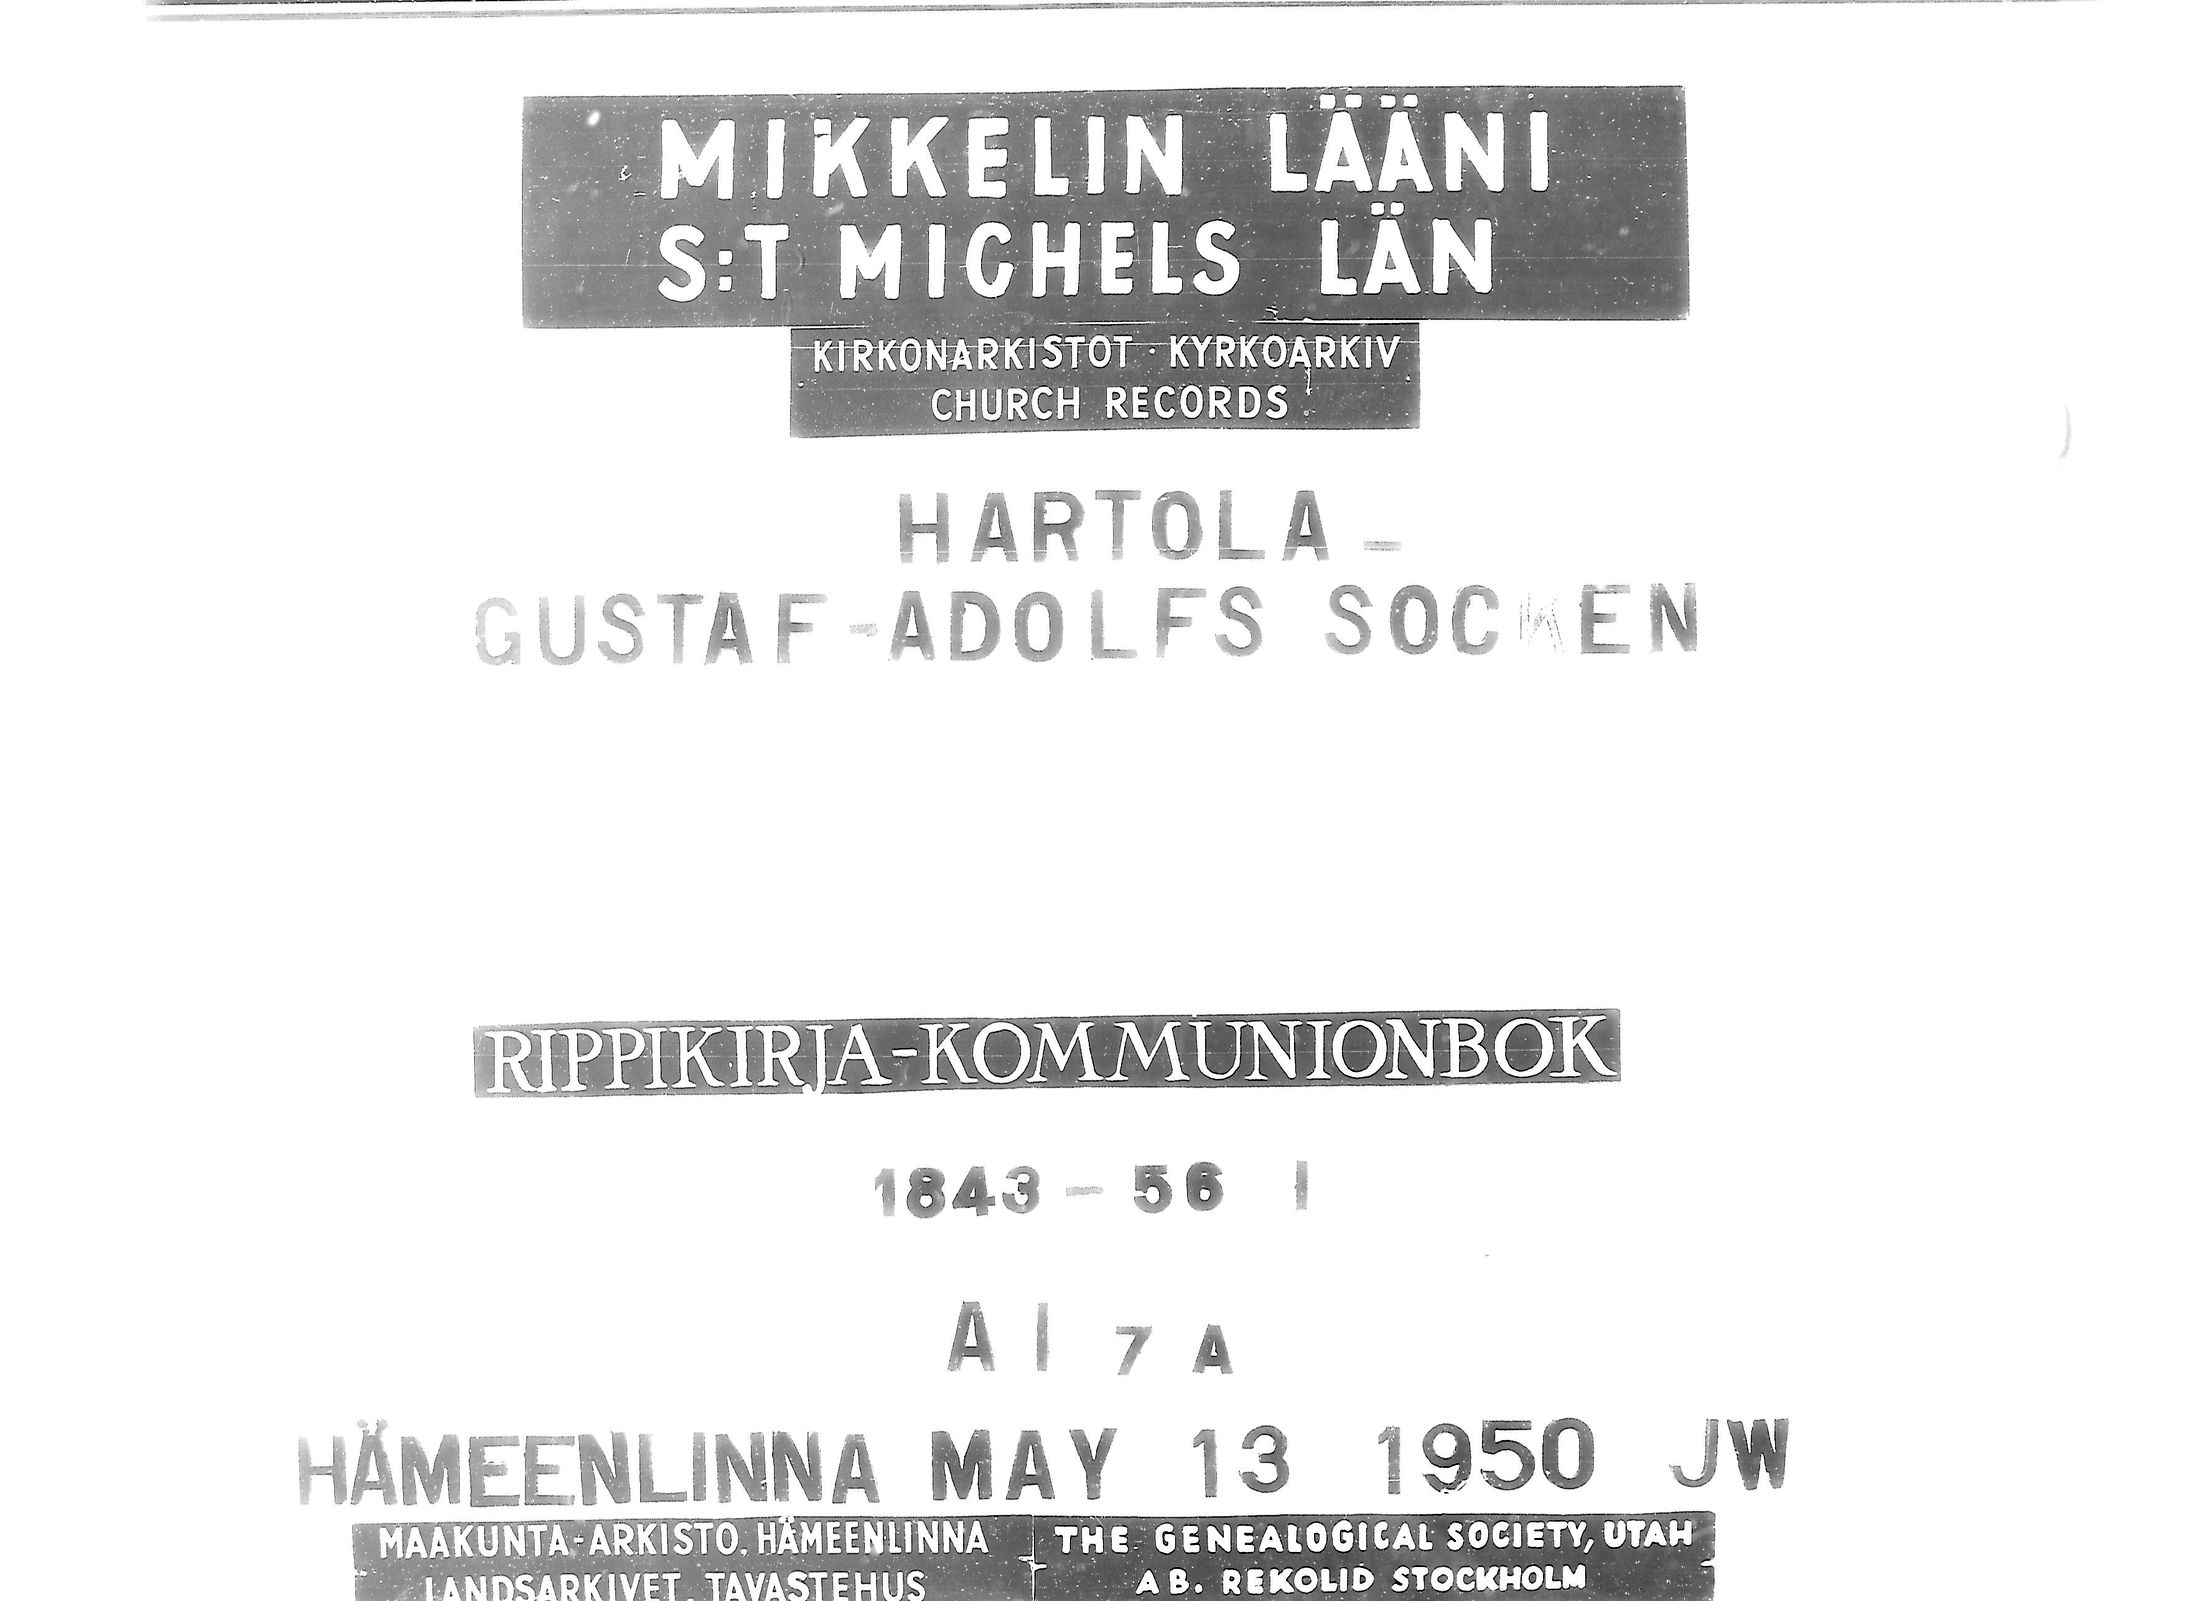 MIKKELIN LÄÄNI
S:T MICHELS LÄN
KIRKONARKISTOT · KYRKOARKIV
CHURCH RECORDS
HARTOLA -
GUSTAF-ADOLFS SOCKEN
RIPPIKIRJA-KOMMUNIONBOK
1843-56 I
A I 7 A
HÄMEENLINNA MAY 13 1950 JW
MAAKUNTA-ARKISTO, HÄMEENLINNA
LANDSARKIVET, TAVASTEHUS
THE GENEALOGICAL SOCIETY, UTAH
AB. REKOLID STOCKHOLM